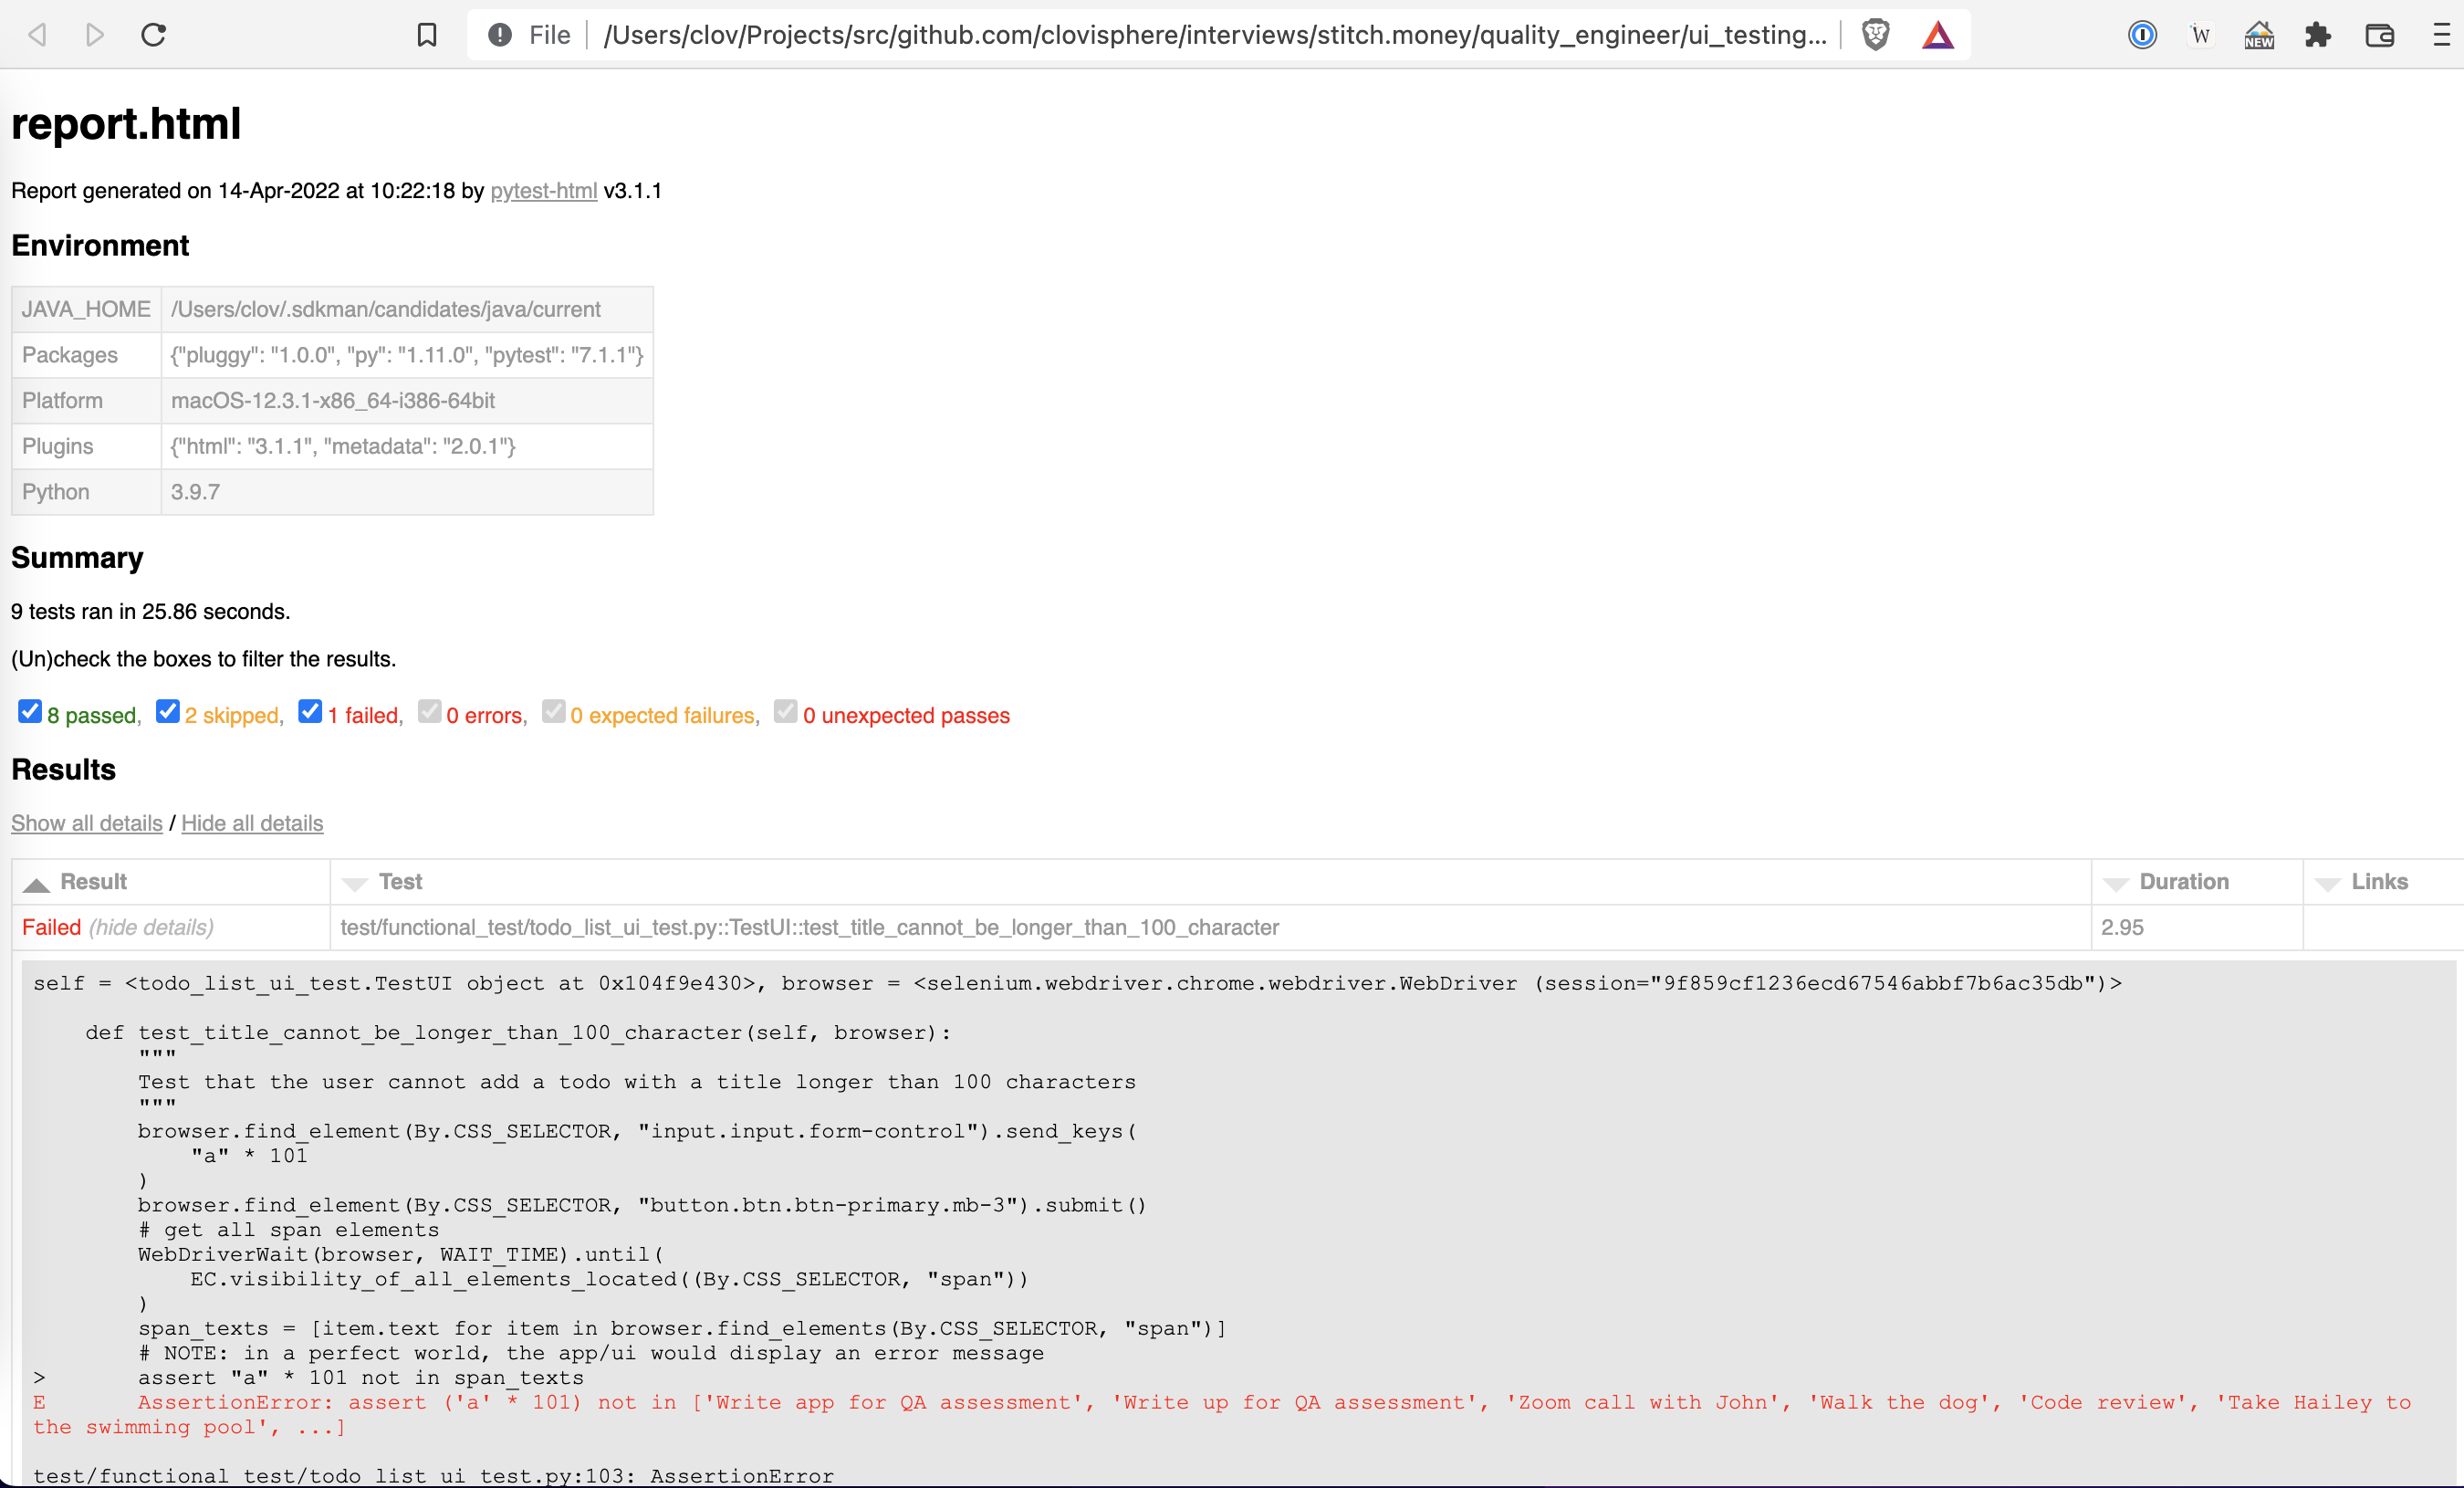 File /Users/clov/Projects/src/github.com/clovisphere/interviews/stitch.money/quality_engineer/ui_testing... W NEW
report.html
Report generated on 14-Apr-2022 at 10:22:18 by pytest-html v3.1.1
Environment
JAVA_HOME /Users/clov/.sdkman/candidates/java/current
Packages {"pluggy": "1.0.0", "py": "1.11.0", "pytest": "7.1.1"}
Platform macOS-12.3.1-x86_64-i386-64bit
Plugins {"html": "3.1.1", "metadata": "2.0.1"}
Python 3.9.7
Summary
9 tests ran in 25.86 seconds.
(Un)check the boxes to filter the results.
8 passed, 2 skipped, 1 failed, 0 errors, 0 expected failures, 0 unexpected passes
Results
Show all details / Hide all details
Result Test Duration Links
Failed (hide details) test/functional_test/todo_list_ui_test.py::TestUI::test_title_cannot_be_longer_than_100_character 2.95
self = <todo_list_ui_test.TestUI object at 0x104f9e430>, browser = <selenium.webdriver.chrome.webdriver.WebDriver (session="9f859cf1236ecd67546abbf7b6ac35db")>
    def test_title_cannot_be_longer_than_100_character(self, browser):
        """
        Test that the user cannot add a todo with a title longer than 100 characters
        """
        browser.find_element(By.CSS_SELECTOR, "input.input.form-control").send_keys(
            "a" * 101
        )
        browser.find_element(By.CSS_SELECTOR, "button.btn.btn-primary.mb-3").submit()
        # get all span elements
        WebDriverWait(browser, WAIT_TIME).until(
            EC.visibility_of_all_elements_located((By.CSS_SELECTOR, "span"))
        )
        span_texts = [item.text for item in browser.find_elements(By.CSS_SELECTOR, "span")]
        # NOTE: in a perfect world, the app/ui would display an error message
>       assert "a" * 101 not in span_texts
E       AssertionError: assert ('a' * 101) not in ['Write app for QA assessment', 'Write up for QA assessment', 'Zoom call with John', 'Walk the dog', 'Code review', 'Take Hailey to
the swimming pool', ...]
test/functional_test/todo_list_ui_test.py:103: AssertionError